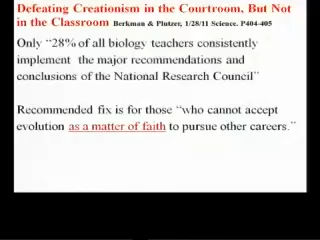 Defeating Creationism in the Courtroom, But Not
in the Classroom Berkman & Plutzer, 1/28/11 Science. P404-405
Only “28% of all biology teachers consistently
implement the major recommendations and
conclusions of the National Research Council”
Recommended fix is for those “who cannot accept
evolution as a matter of faith to pursue other careers.”